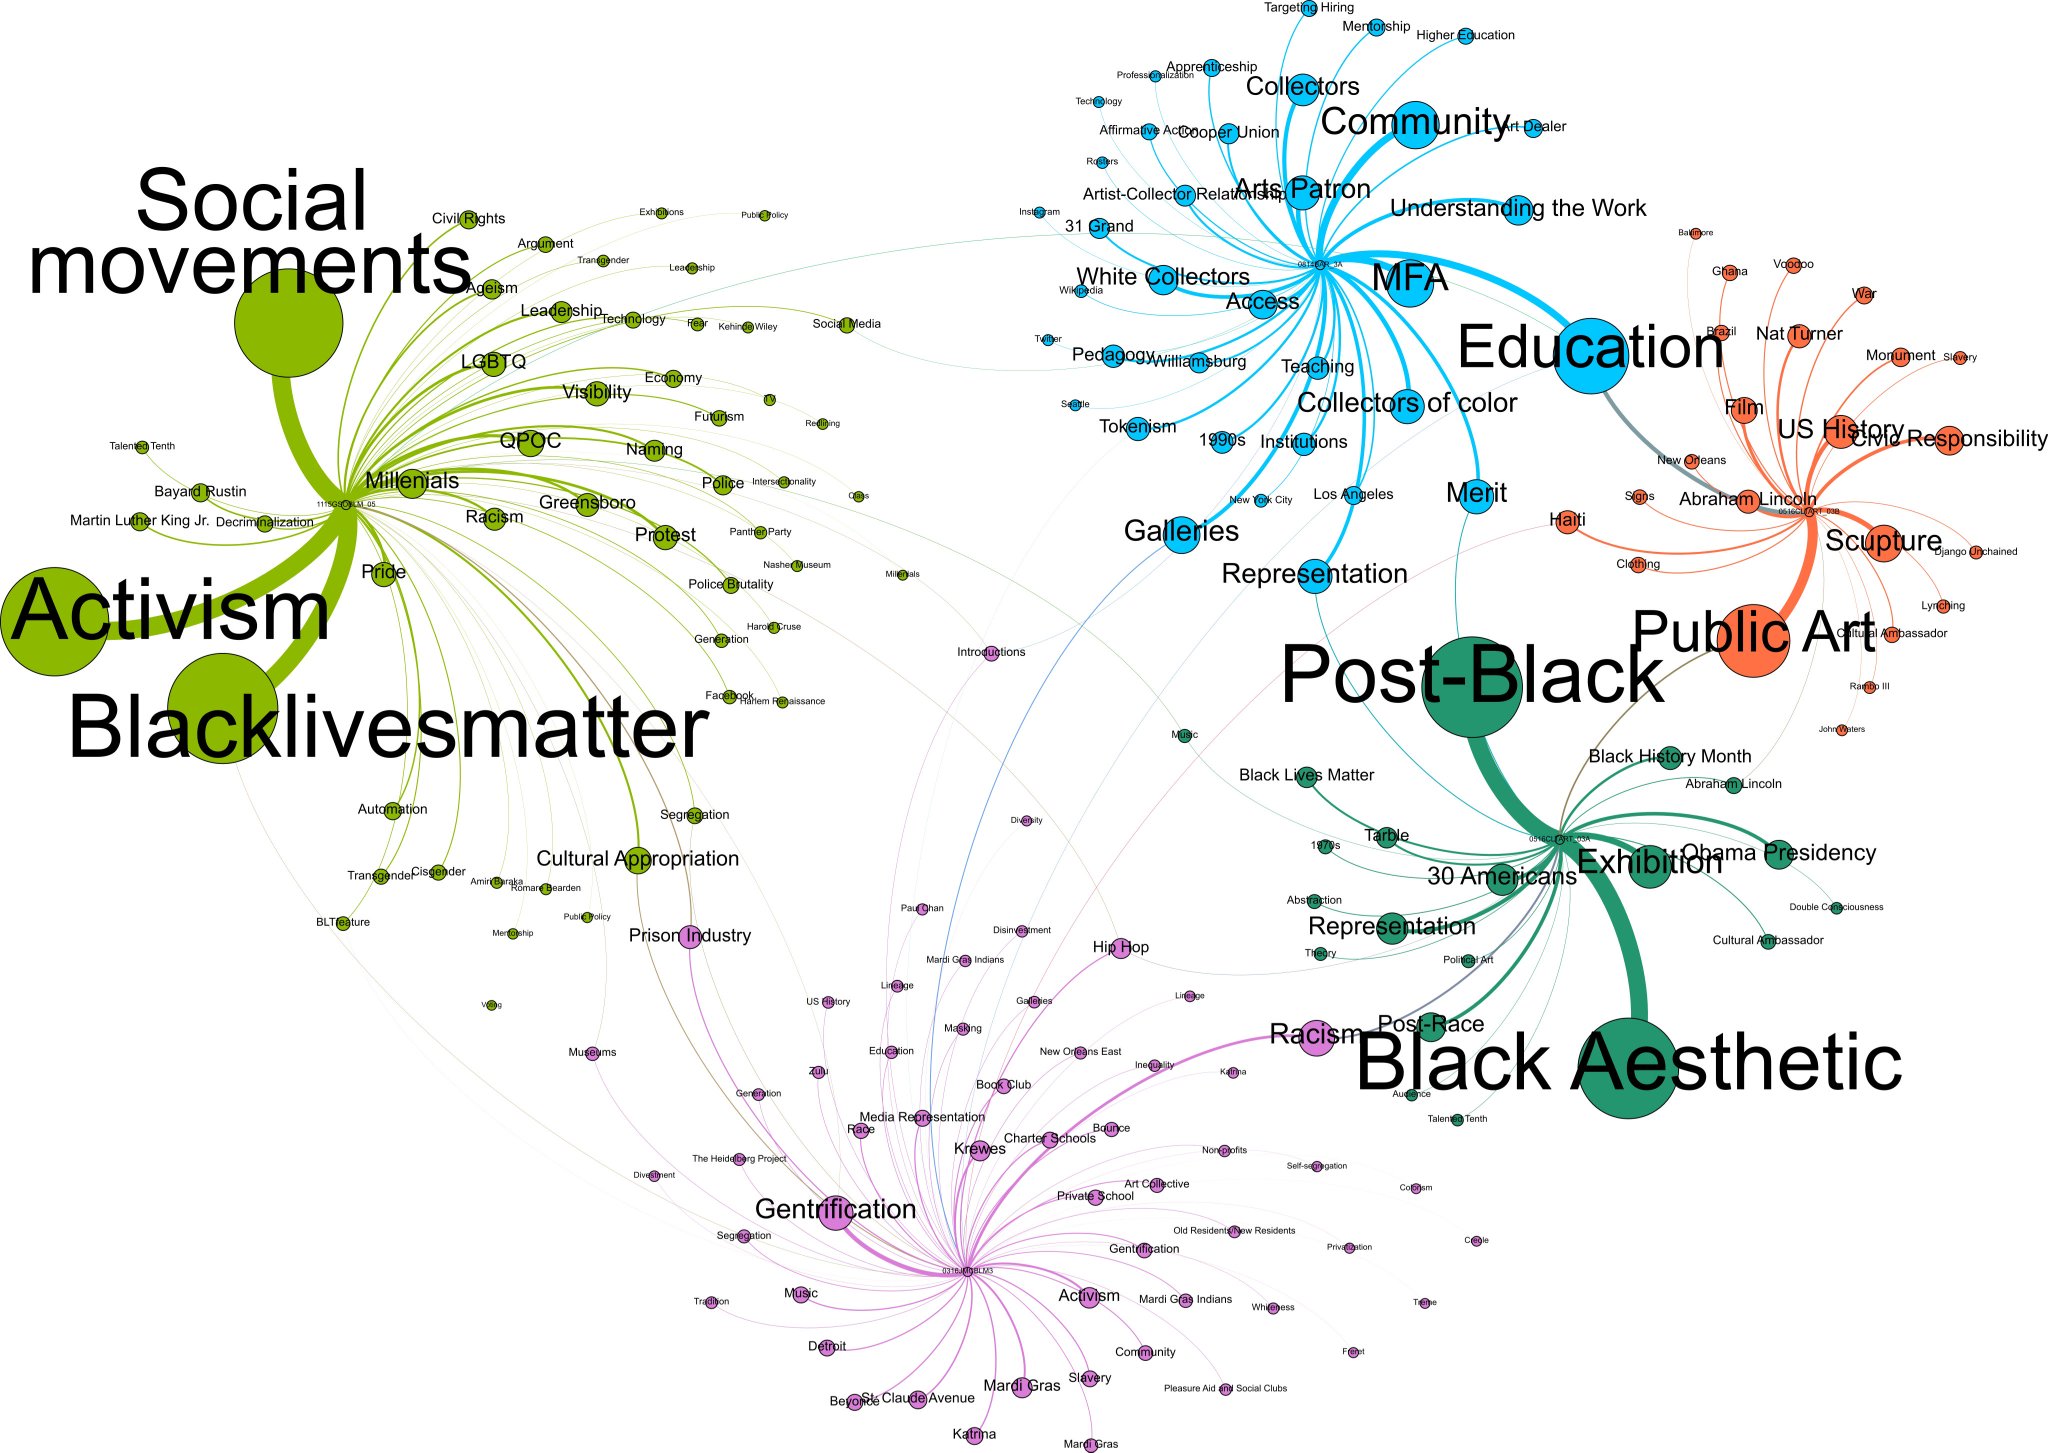 Social
movements
Civil Rights
Exhibitions
Public Policy
Argument
Transgender
Leadership
Ageism
Leadership
Technology
Fear
Kehinde Wiley
Social Media
LGBTQ
Economy
Visibility
TV
Futurism
Redlining
QPOC
Naming
Talented Tenth
Millenials
Police
Intersectionality
Class
Bayard Rustin
Greensboro
Martin Luther King Jr.
Decriminalization
Racism
Protest
Panther Party
Nasher Museum
Millenials
Pride
Police Brutality
Activism
Harold Cruse
Generation
Facebook
Harlem Renaissance
Blacklivesmatter
Automation
Segregation
Cultural Appropriation
Transgender
Cisgender
Amiri Baraka
Romare Bearden
BLTfeature
Public Policy
Mentorship
Voting
Targeting Hiring
Mentorship
Higher Education
Apprenticeship
Professionalization
Collectors
Technology
Community
Art Dealer
Affirmative Action
Cooper Union
Rosters
Artist-Collector Relationship
Arts Patron
Understanding the Work
Instagram
31 Grand
0814BAR_3A
White Collectors
MFA
Wikipedia
Access
Education
Twitter
Pedagogy
Williamsburg
Teaching
Seattle
Collectors of color
Tokenism
1990s
Institutions
New York City
Los Angeles
Merit
Galleries
Representation
Baltimore
Ghana
Voodoo
War
Brazil
Nat Turner
Monument
Slavery
Film
US History
Civic Responsibility
New Orleans
Signs
Abraham Lincoln
0516CLTART_03B
Haiti
Scupture
Django Unchained
Clothing
Lynching
Public Art
Cultural Ambassador
Rambo III
John Waters
Post-Black
Music
Black Lives Matter
Black History Month
Abraham Lincoln
1970s
Tarble
0516CLTART_03A
Exhibition
Obama Presidency
30 Americans
Abstraction
Representation
Double Consciousness
Theory
Political Art
Cultural Ambassador
Post-Race
Black Aesthetic
Audience
Talented Tenth
Introductions
Diversity
Paul Chan
Prison Industry
Disinvestment
Hip Hop
Mardi Gras Indians
Lineage
US History
Galleries
Lineage
Masking
Racism
Museums
Education
New Orleans East
Inequality
Katrina
Zulu
Generation
Book Club
Media Representation
Race
Krewes
Charter Schools
Bounce
Non-profits
The Heidelberg Project
Self-segregation
Divestment
Art Collective
Private School
Colorism
Gentrification
Segregation
Old Residents/New Residents
Gentrification
Privatization
Creole
0316JMCBLM3
Music
Activism
Mardi Gras Indians
Tradition
Whiteness
Treme
Detroit
Community
Freret
Slavery
Mardi Gras
Pleasure Aid and Social Clubs
Beyoncé
St. Claude Avenue
Katrina
Mardi Gras